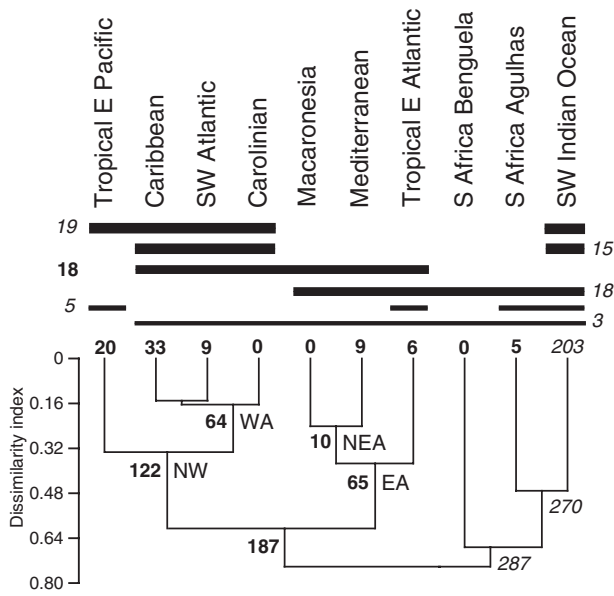 Tropical E Pacific
Caribbean
SW Atlantic
Carolinian
Macaronesia
Mediterranean
Tropical E Atlantic
S Africa Benguela
S Africa Agulhas
SW Indian Ocean
19
15
18
18
5
3
20 33 9 0 0 9 6 0 5 203
Dissimilarity index
0
0.16
0.32
0.48
0.64
0.80
64 WA
10 NEA
122 NW
65 EA
270
187
287